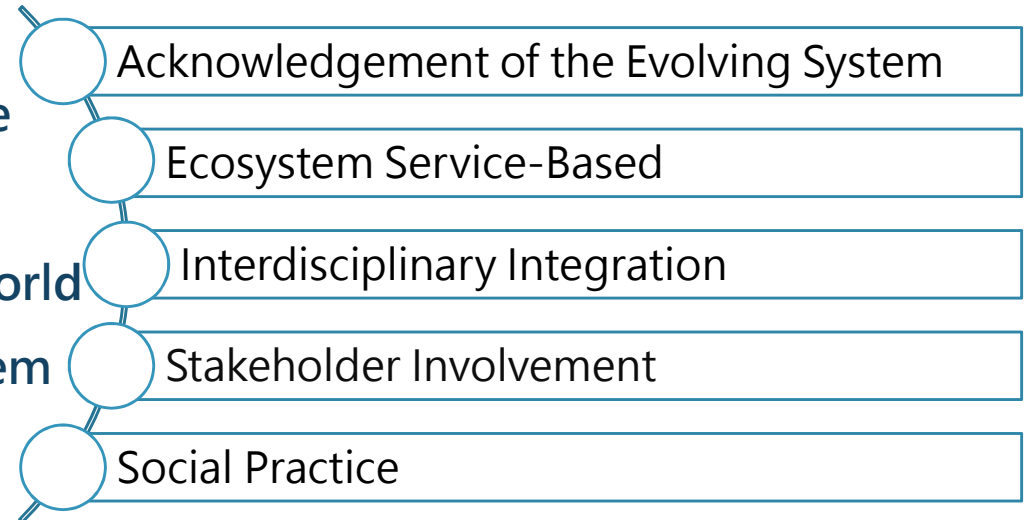 Acknowledgement of the Evolving System
Ecosystem Service-Based
Interdisciplinary Integration
Stakeholder Involvement
Social Practice